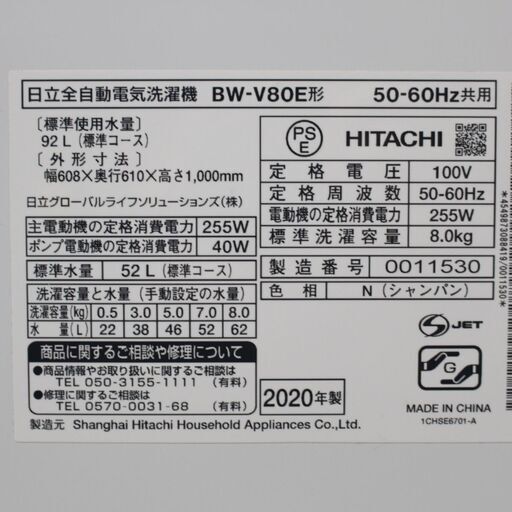 日立全自動電気洗濯機 BW-V80E形 50-60Hz共用
〔標準使用水量〕
92L(標準コース)
〔外形寸法〕
幅608×奥行610×高さ1,000mm
日立グローバルライフソリューションズ(株)
主電動機の定格消費電力 255W
ポンプ電動機の定格消費電力 40W
標準水量 52L(標準コース)
洗濯容量と水量(手動設定の水量)
洗濯容量(kg) 0.5 3.0 5.0 7.0 8.0
水量(L) 22 38 46 52 62
商品に関するご相談や修理について
●商品情報やお取り扱いに関するご相談
TEL 050-3155-1111 (有料)
●修理に関するご相談
TEL 0570-0031-68 (有料)
PS
E
HITACHI
定格電圧 100V
定格周波数 50-60Hz
電動機の定格消費電力 255W
標準洗濯容量 8.0kg
製造番号 0011530
色相 N(シャンパン)
2020年製
S JET
G
MADE IN CHINA
1CHSE6701-A
製造元 Shanghai Hitachi Household Appliances Co.,Ltd.
*4549873088419/0011530*